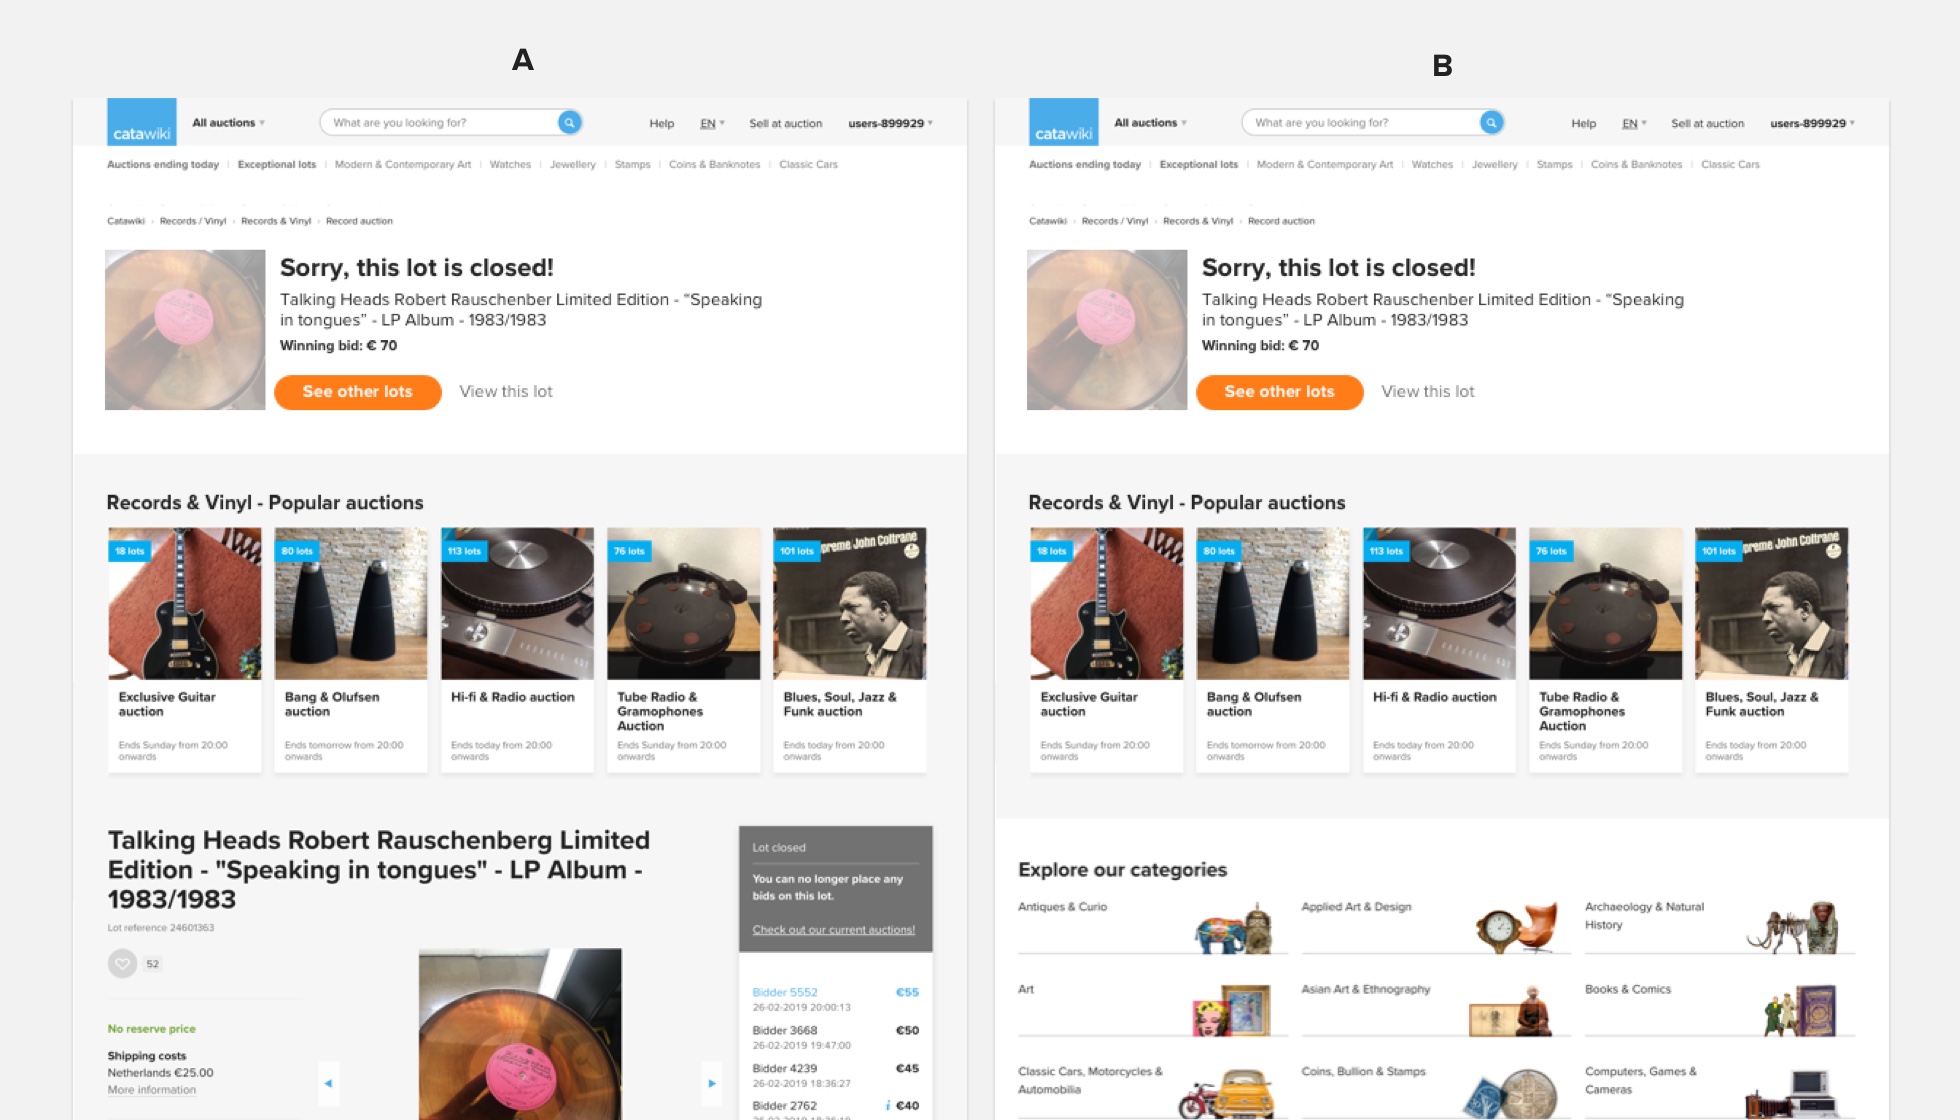 A
catawiki
All auctions
What are you looking for?
Help
EN
Sell at auction
users-899929
Auctions ending today
Exceptional lots
Modern & Contemporary Art
Watches
Jewellery
Stamps
Coins & Banknotes
Classic Cars
Catawiki › Records / Vinyl › Records & Vinyl › Record auction
Sorry, this lot is closed!
Talking Heads Robert Rauschenber Limited Edition - “Speaking
in tongues” - LP Album - 1983/1983
Winning bid: € 70
See other lots
View this lot
Records & Vinyl - Popular auctions
18 lots
Exclusive Guitar
auction
Ends Sunday from 20:00
onwards
80 lots
Bang & Olufsen
auction
Ends tomorrow from 20:00
onwards
113 lots
Hi-fi & Radio auction
Ends today from 20:00
onwards
76 lots
Tube Radio &
Gramophones
Auction
Ends Sunday from 20:00
onwards
101 lots
preme John Coltrane
Blues, Soul, Jazz &
Funk auction
Ends today from 20:00
onwards
Talking Heads Robert Rauschenberg Limited
Edition - "Speaking in tongues" - LP Album -
1983/1983
Lot reference 24601363
52
No reserve price
Shipping costs
Netherlands €25.00
More information
Lot closed
You can no longer place any
bids on this lot.
Check out our current auctions!
Bidder 5552 €55
26-02-2019 20:00:13
Bidder 3668 €50
26-02-2019 19:47:00
Bidder 4239 €45
26-02-2019 18:36:27
Bidder 2762 i €40
B
catawiki
All auctions
What are you looking for?
Help
EN
Sell at auction
users-899929
Auctions ending today
Exceptional lots
Modern & Contemporary Art
Watches
Jewellery
Stamps
Coins & Banknotes
Classic Cars
Catawiki › Records / Vinyl › Records & Vinyl › Record auction
Sorry, this lot is closed!
Talking Heads Robert Rauschenber Limited Edition - “Speaking
in tongues” - LP Album - 1983/1983
Winning bid: € 70
See other lots
View this lot
Records & Vinyl - Popular auctions
18 lots
Exclusive Guitar
auction
Ends Sunday from 20:00
onwards
80 lots
Bang & Olufsen
auction
Ends tomorrow from 20:00
onwards
113 lots
Hi-fi & Radio auction
Ends today from 20:00
onwards
76 lots
Tube Radio &
Gramophones
Auction
Ends Sunday from 20:00
onwards
101 lots
preme John Coltrane
Blues, Soul, Jazz &
Funk auction
Ends today from 20:00
onwards
Explore our categories
Antiques & Curio
Applied Art & Design
Archaeology & Natural
History
Art
Asian Art & Ethnography
Books & Comics
Classic Cars, Motorcycles &
Automobilia
Coins, Bullion & Stamps
Computers, Games &
Cameras